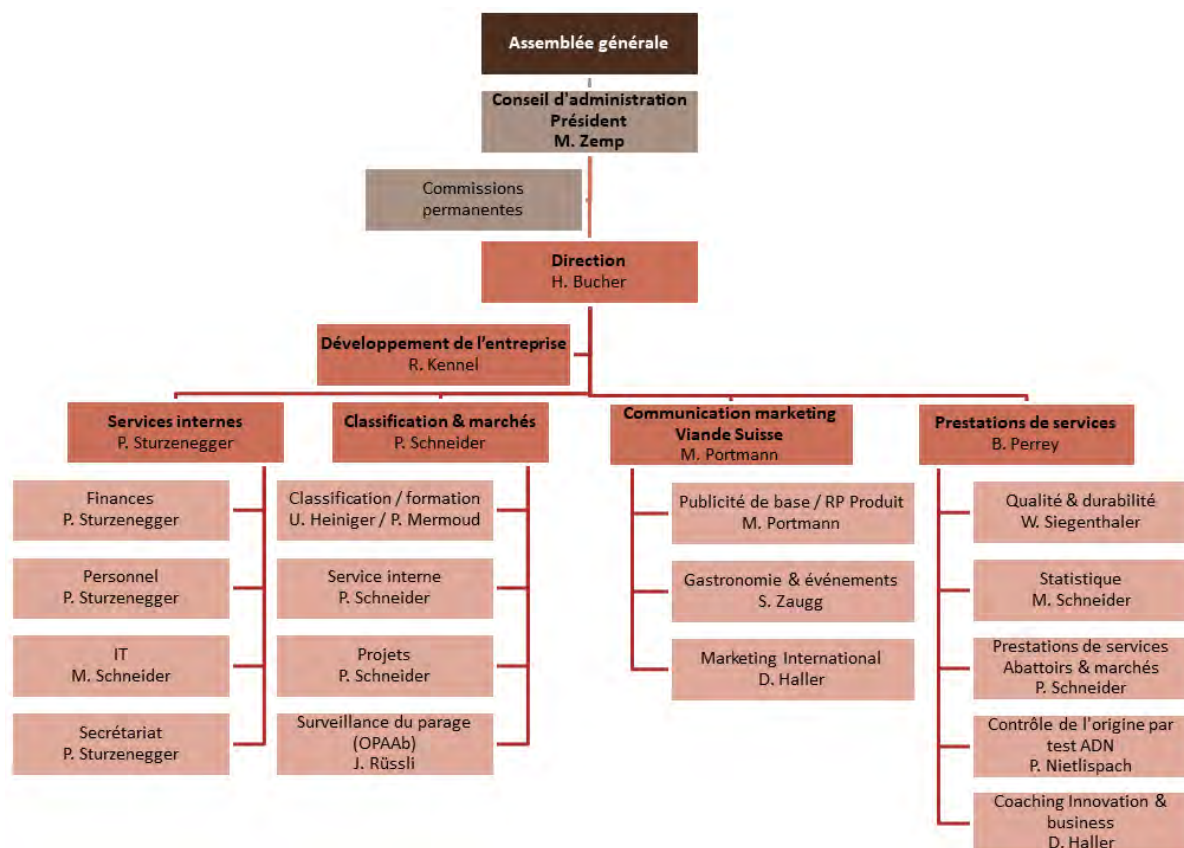 Assemblée générale
Conseil d'administration
Président
M. Zemp
Commissions
permanentes
Direction
H. Bucher
Développement de l'entreprise
R. Kennel
Services internes
P. Sturzenegger
Finances
P. Sturzenegger
Personnel
P. Sturzenegger
IT
M. Schneider
Secrétariat
P. Sturzenegger
Classification & marchés
P. Schneider
Classification / formation
U. Heiniger / P. Mermoud
Service interne
P. Schneider
Projets
P. Schneider
Surveillance du parage
(OPAAb)
J. Rüssli
Communication marketing
Viande Suisse
M. Portmann
Publicité de base / RP Produit
M. Portmann
Gastronomie & événements
S. Zaugg
Marketing International
D. Haller
Prestations de services
B. Perrey
Qualité & durabilité
W. Siegenthaler
Statistique
M. Schneider
Prestations de services
Abattoirs & marchés
P. Schneider
Contrôle de l'origine par
test ADN
P. Nietlispach
Coaching Innovation &
business
D. Haller